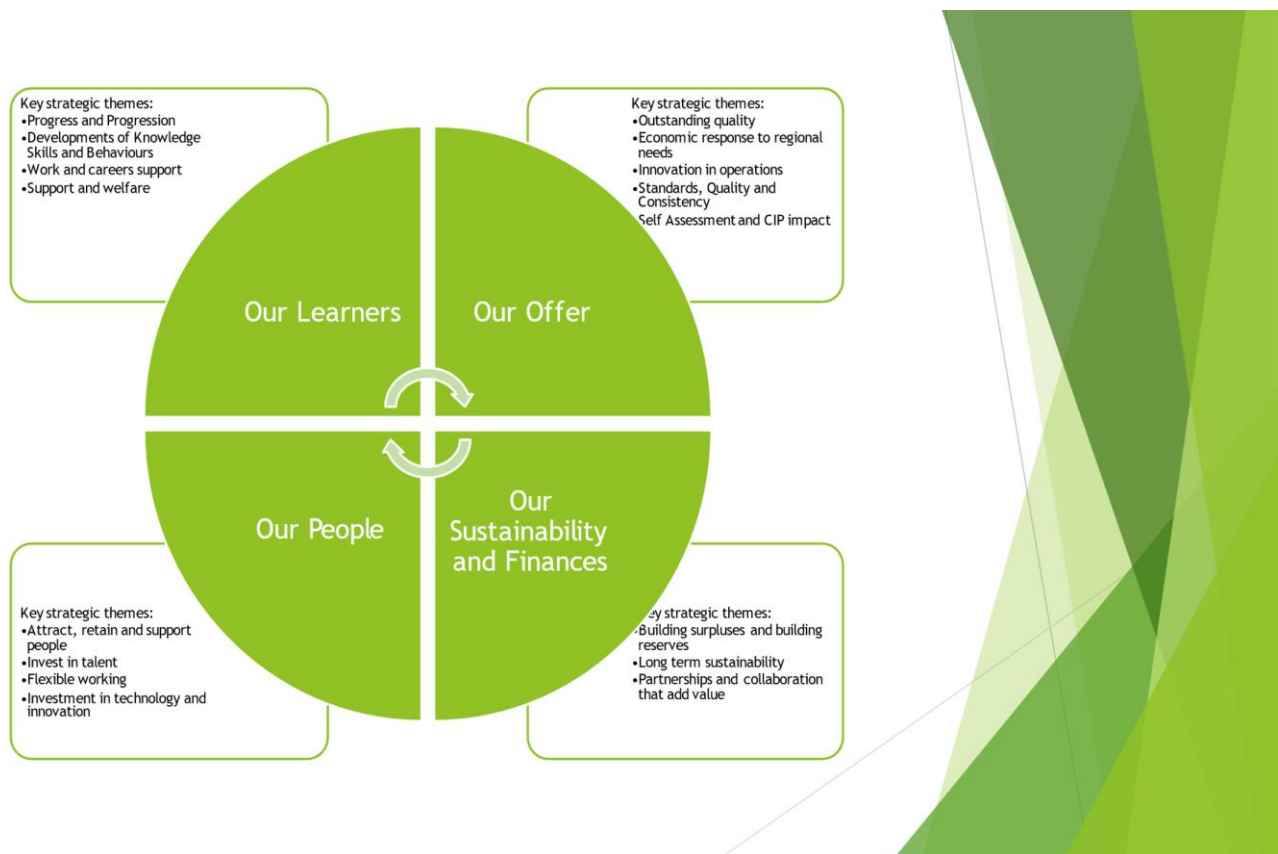 Key strategic themes:
•Progress and Progression
•Developments of Knowledge
Skills and Behaviours
•Work and careers support
•Support and welfare
Key strategic themes:
•Outstanding quality
•Economic response to regional
needs
•Innovation in operations
•Standards, Quality and
Consistency
•Self Assessment and CIP impact
Our Learners
Our Offer
Our People
Our
Sustainability
and Finances
Key strategic themes:
•Attract, retain and support
people
•Invest in talent
•Flexible working
•Investment in technology and
innovation
Key strategic themes:
•Building surpluses and building
reserves
•Long term sustainability
•Partnerships and collaboration
that add value